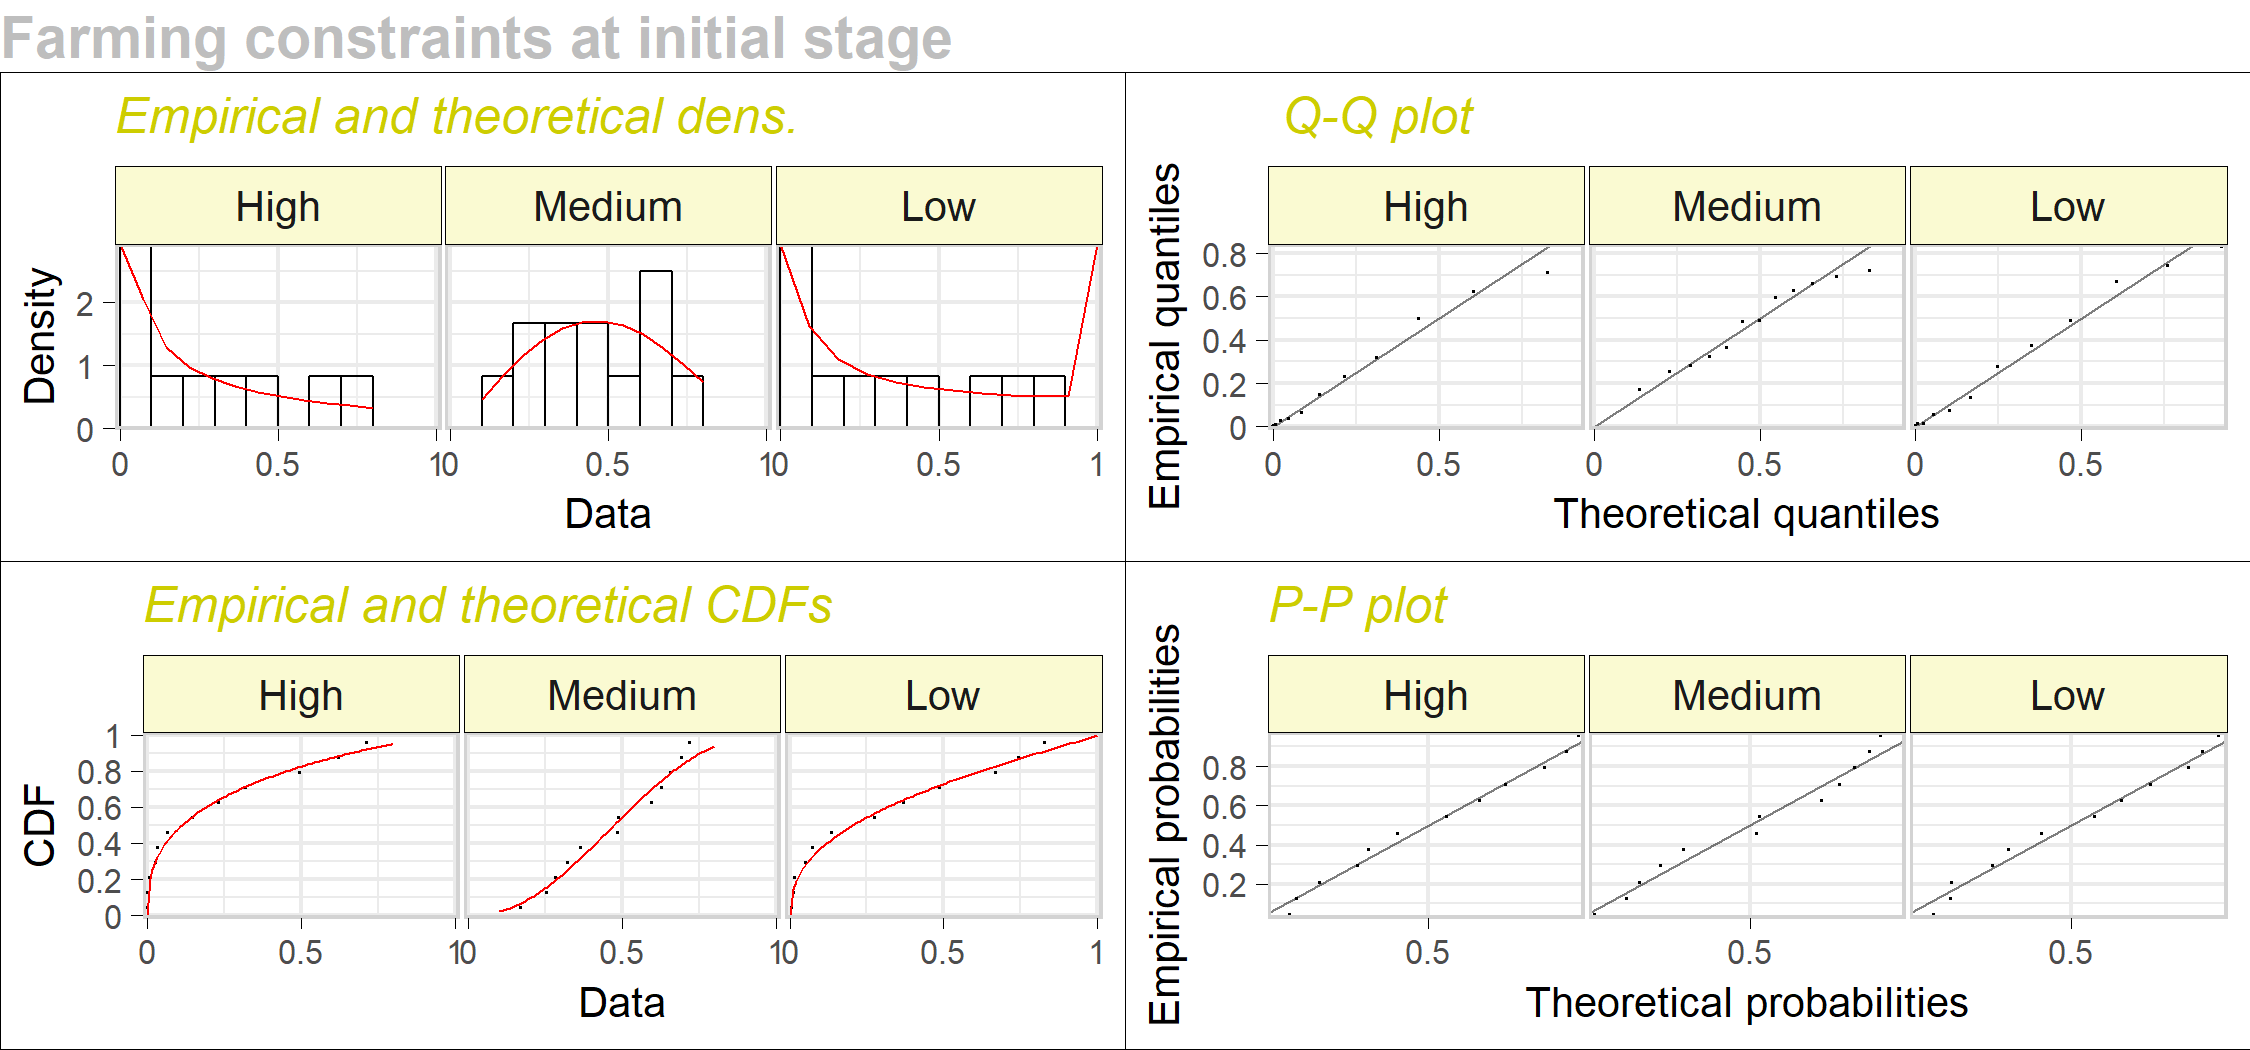 Farming constraints at initial stage
Empirical and theoretical dens.
High Medium Low
Density
2
1
0
0 0.5 1 0 0.5 1 0 0.5 1
Data
Q-Q plot
High Medium Low
Empirical quantiles
0.8
0.6
0.4
0.2
0
0 0.5 0 0.5 0 0.5
Theoretical quantiles
Empirical and theoretical CDFs
High Medium Low
CDF
1
0.8
0.6
0.4
0.2
0
0 0.5 1 0 0.5 1 0 0.5 1
Data
P-P plot
High Medium Low
Empirical probabilities
0.8
0.6
0.4
0.2
0.5 0.5 0.5
Theoretical probabilities